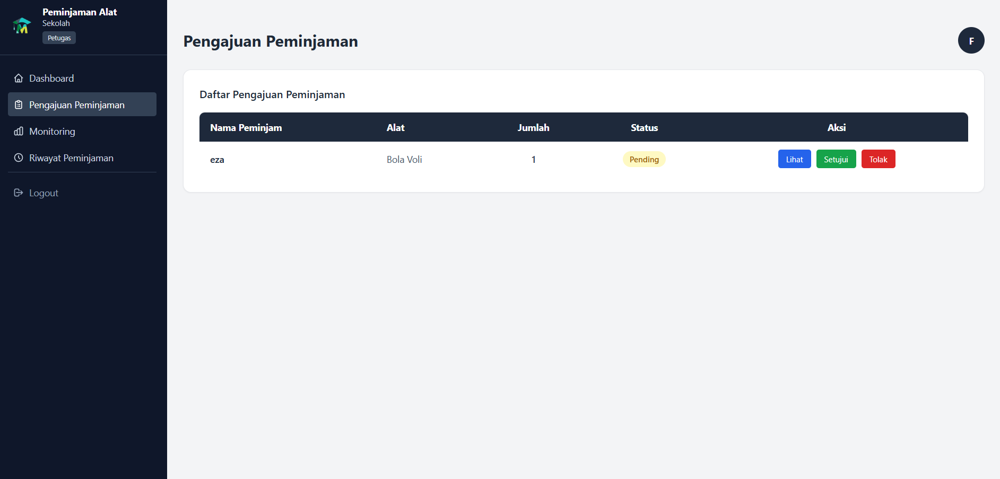 Peminjaman Alat
Sekolah
Petugas
Dashboard
Pengajuan Peminjaman
Monitoring
Riwayat Peminjaman
Logout
Pengajuan Peminjaman
F
Daftar Pengajuan Peminjaman
Nama Peminjam Alat Jumlah Status Aksi
eza Bola Voli 1 Pending Lihat Setujui Tolak